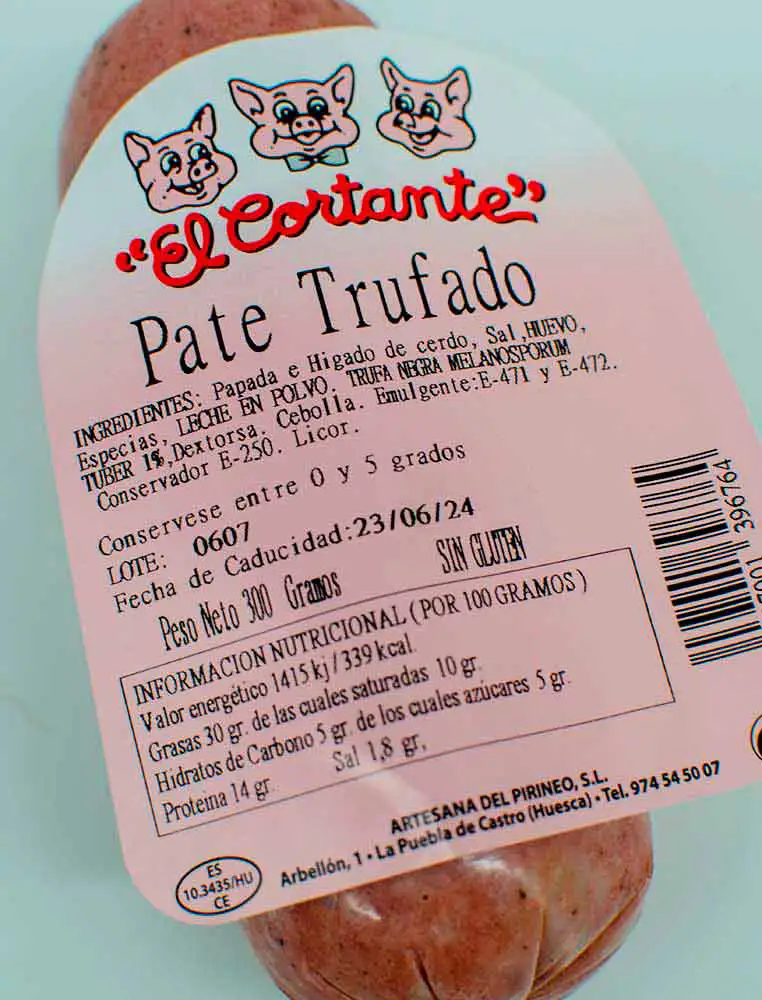 "El Cortante"
Pate Trufado
INGREDIENTES: Papada e Higado de cerdo, Sal,HUEVO,
Especias, LECHE EN POLVO. TRUFA NEGRA MELANOSPORUM
TUBER 1%,Dextorsa. Cebolla. Emulgente:E-471 y E-472.
Conservador E-250. Licor.
Conservese entre 0 y 5 grados
LOTE: 0607
Fecha de Caducidad:23/06/24
Peso Neto 300 Gramos SIN GLUTEN
INFORMACION NUTRICIONAL (POR 100 GRAMOS)
Valor energético 1415 kj/339 kcal.
Grasas 30 gr. de las cuales saturadas 10 gr.
Hidratos de Carbono 5 gr. de los cuales azúcares 5 gr.
Proteina 14 gr. Sal 1,8 gr.
396764
ARTESANA DEL PIRINEO, S.L.
Arbellón, 1 • La Puebla de Castro (Huesca) • Tel. 974 54 50 07
ES
10.3435/HU
CE